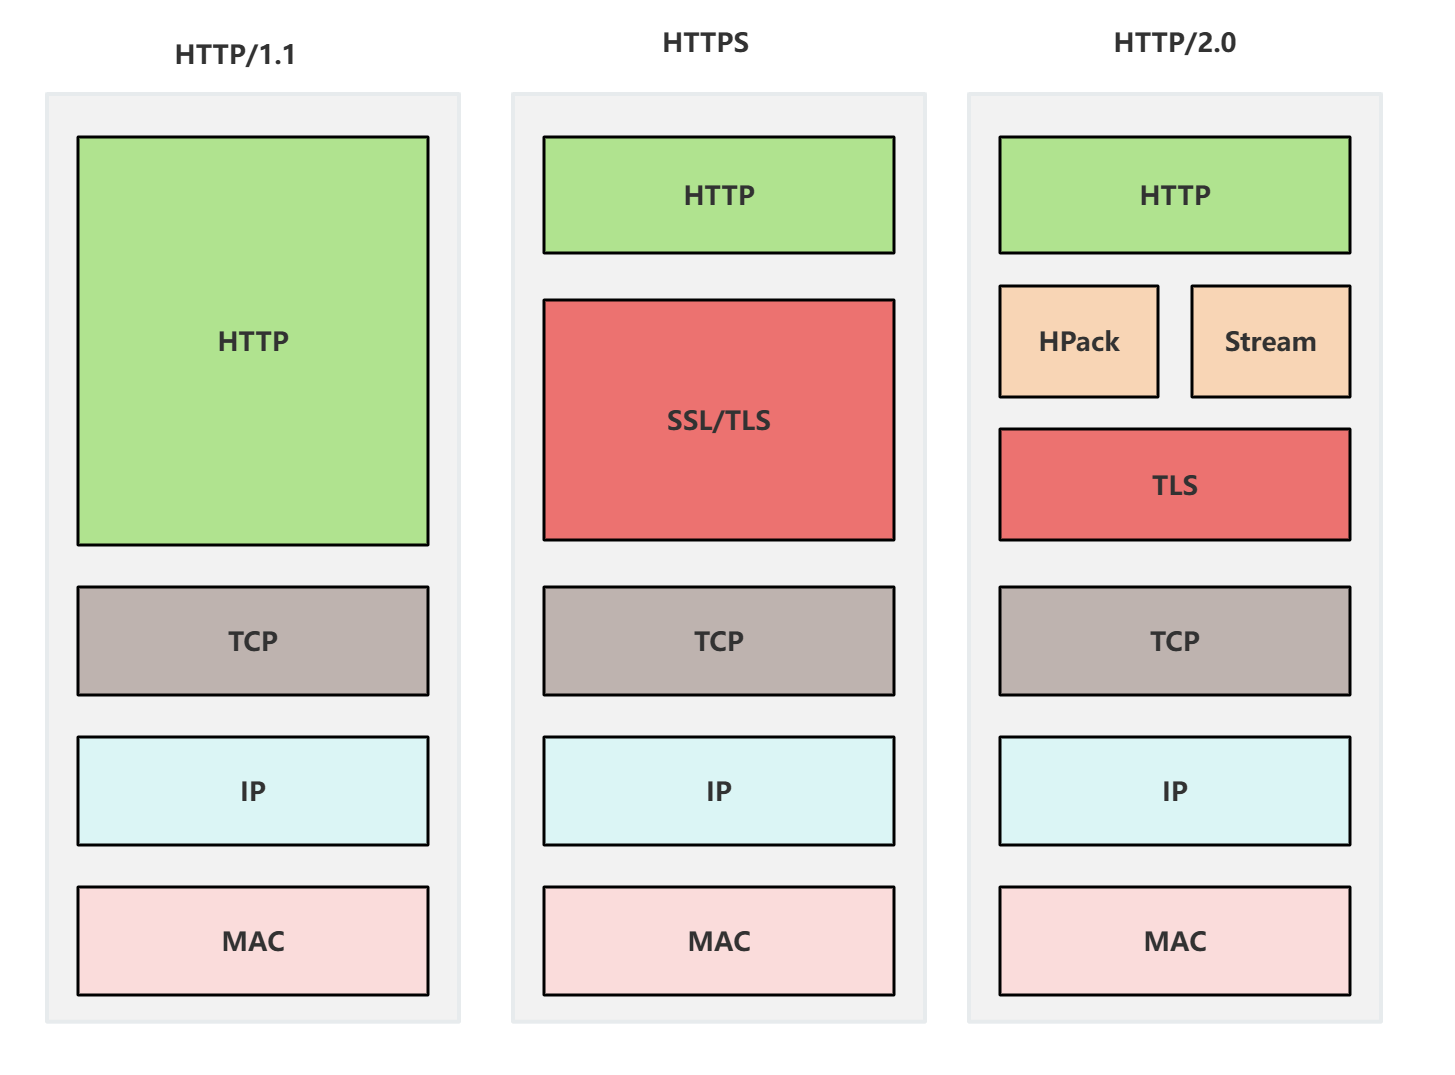 HTTP/1.1
HTTP
TCP
IP
MAC
HTTPS
HTTP
SSL/TLS
TCP
IP
MAC
HTTP/2.0
HTTP
HPack
Stream
TLS
TCP
IP
MAC